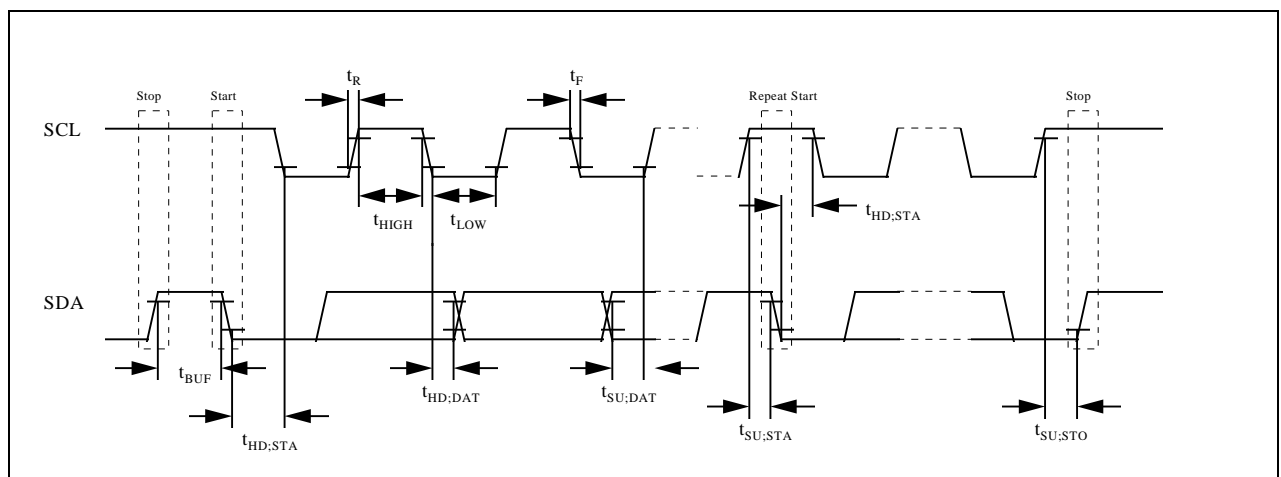 t_R
t_F
Stop
Start
Repeat Start
Stop
SCL
t_HIGH
t_LOW
t_HD;STA
SDA
t_BUF
t_HD;DAT
t_SU;DAT
t_HD;STA
t_SU;STA
t_SU;STO